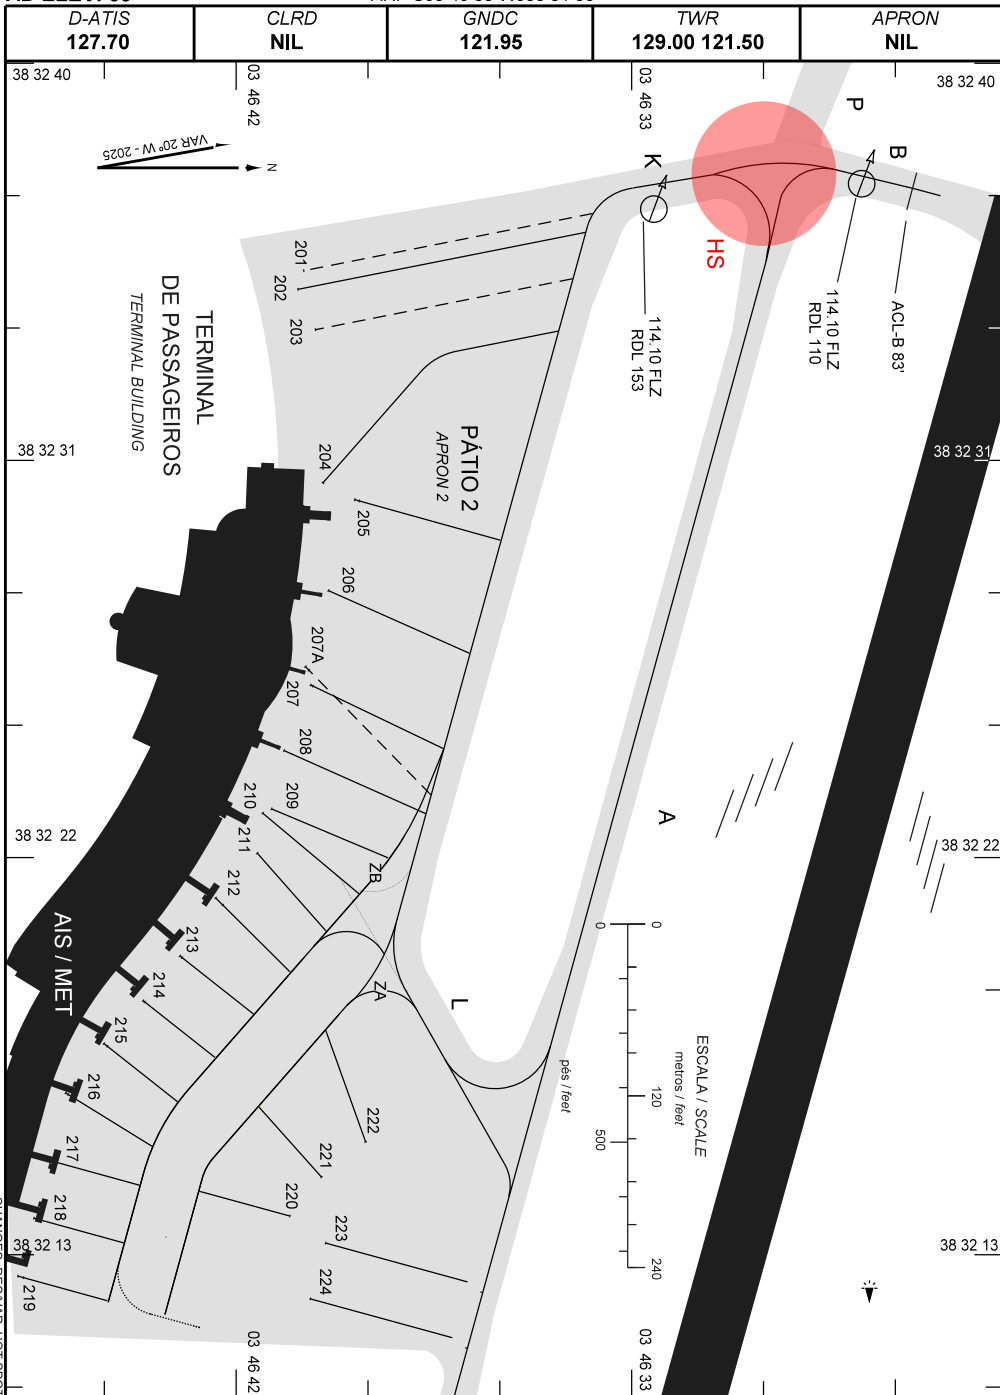 D-ATIS
127.70
CLRD
NIL
GNDC
121.95
TWR
129.00 121.50
APRON
NIL
38 32 40
03 46 42
03 46 33
38 32 40
VAR 20° W - 2025
N
P
B
K
HS
201
202
203
114.10 FLZ
RDL 153
114.10 FLZ
RDL 110
ACL-B 83'
TERMINAL
DE PASSAGEIROS
TERMINAL BUILDING
38 32 31
38 32 31
PÁTIO 2
APRON 2
204
205
206
207A
207
208
209
210
211
212
213
214
215
216
217
218
219
ZB
ZA
L
A
38 32 22
38 32 22
AIS / MET
222
221
220
223
224
0
0
120
500
240
pés / feet
metros / feet
ESCALA / SCALE
38 32 13
38 32 13
03 46 42
03 46 33